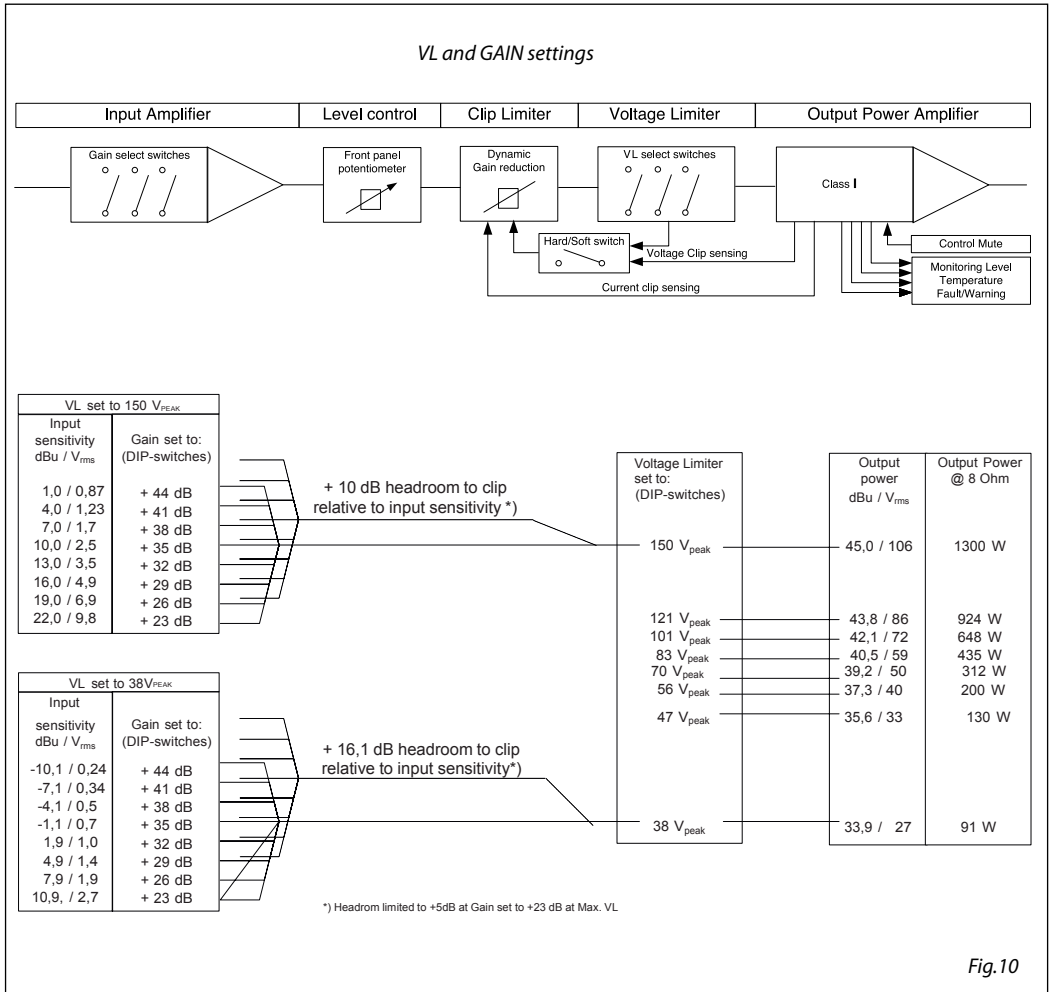 VL and GAIN settings
Input Amplifier
Level control
Clip Limiter
Voltage Limiter
Output Power Amplifier
Gain select switches
Front panel
potentiometer
Dynamic
Gain reduction
VL select switches
Class I
Hard/Soft switch
Voltage Clip sensing
Current clip sensing
Control Mute
Monitoring Level
Temperature
Fault/Warning
VL set to 150 VPEAK
Input
sensitivity
dBu / Vrms
Gain set to:
(DIP-switches)
1,0 / 0,87 + 44 dB
4,0 / 1,23 + 41 dB
7,0 / 1,7 + 38 dB
10,0 / 2,5 + 35 dB
13,0 / 3,5 + 32 dB
16,0 / 4,9 + 29 dB
19,0 / 6,9 + 26 dB
22,0 / 9,8 + 23 dB
+ 10 dB headroom to clip
relative to input sensitivity *)
VL set to 38VPEAK
Input
sensitivity
dBu / Vrms
Gain set to:
(DIP-switches)
-10,1 / 0,24 + 44 dB
-7,1 / 0,34 + 41 dB
-4,1 / 0,5 + 38 dB
-1,1 / 0,7 + 35 dB
1,9 / 1,0 + 32 dB
4,9 / 1,4 + 29 dB
7,9 / 1,9 + 26 dB
10,9, / 2,7 + 23 dB
+ 16,1 dB headroom to clip
relative to input sensitivity*)
Voltage Limiter
set to:
(DIP-switches)
Output
power
dBu / Vrms
Output Power
@ 8 Ohm
150 Vpeak 45,0 / 106 1300 W
121 Vpeak 43,8 / 86 924 W
101 Vpeak 42,1 / 72 648 W
83 Vpeak 40,5 / 59 435 W
70 Vpeak 39,2 / 50 312 W
56 Vpeak 37,3 / 40 200 W
47 Vpeak 35,6 / 33 130 W
38 Vpeak 33,9 / 27 91 W
*) Headrom limited to +5dB at Gain set to +23 dB at Max. VL
Fig.10